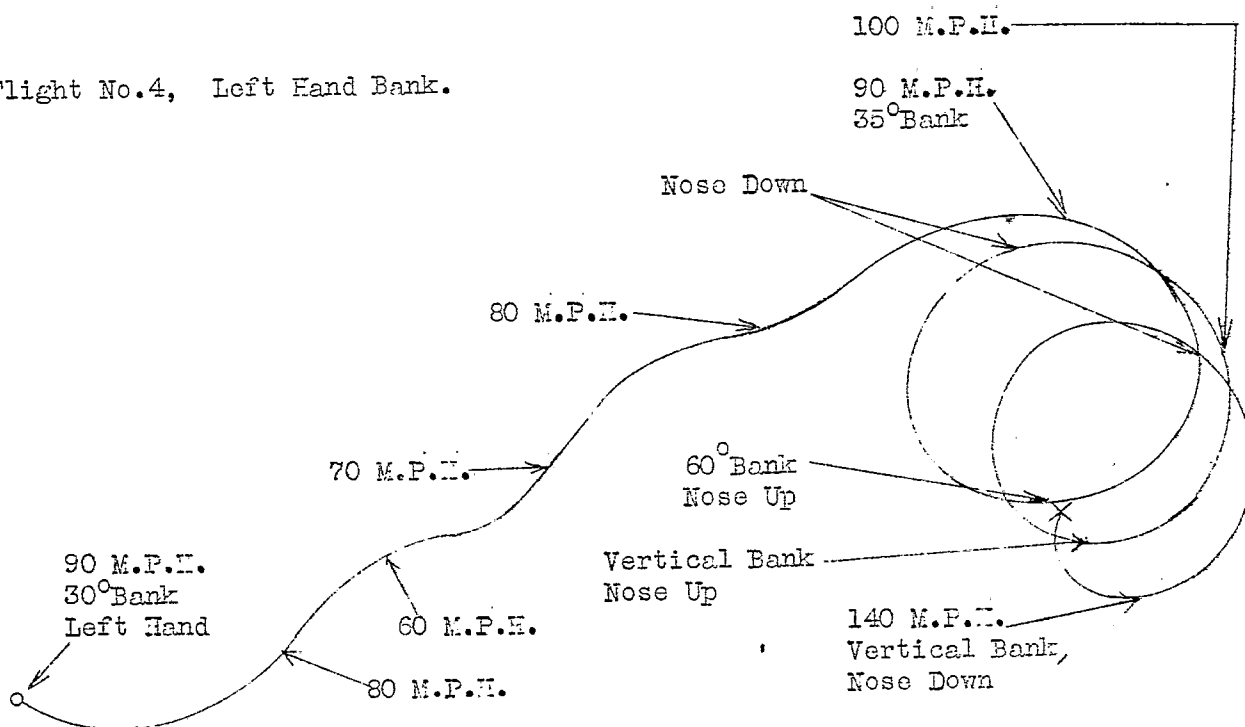 100 M.P.H.
Flight No.4, Left Hand Bank.
90 M.P.H.
35° Bank
Nose Down
80 M.P.H.
70 M.P.H.
60° Bank
Nose Up
90 M.P.H.
30° Bank
Left Hand
Vertical Bank
Nose Up
60 M.P.H.
140 M.P.H.
Vertical Bank,
Nose Down
80 M.P.H.